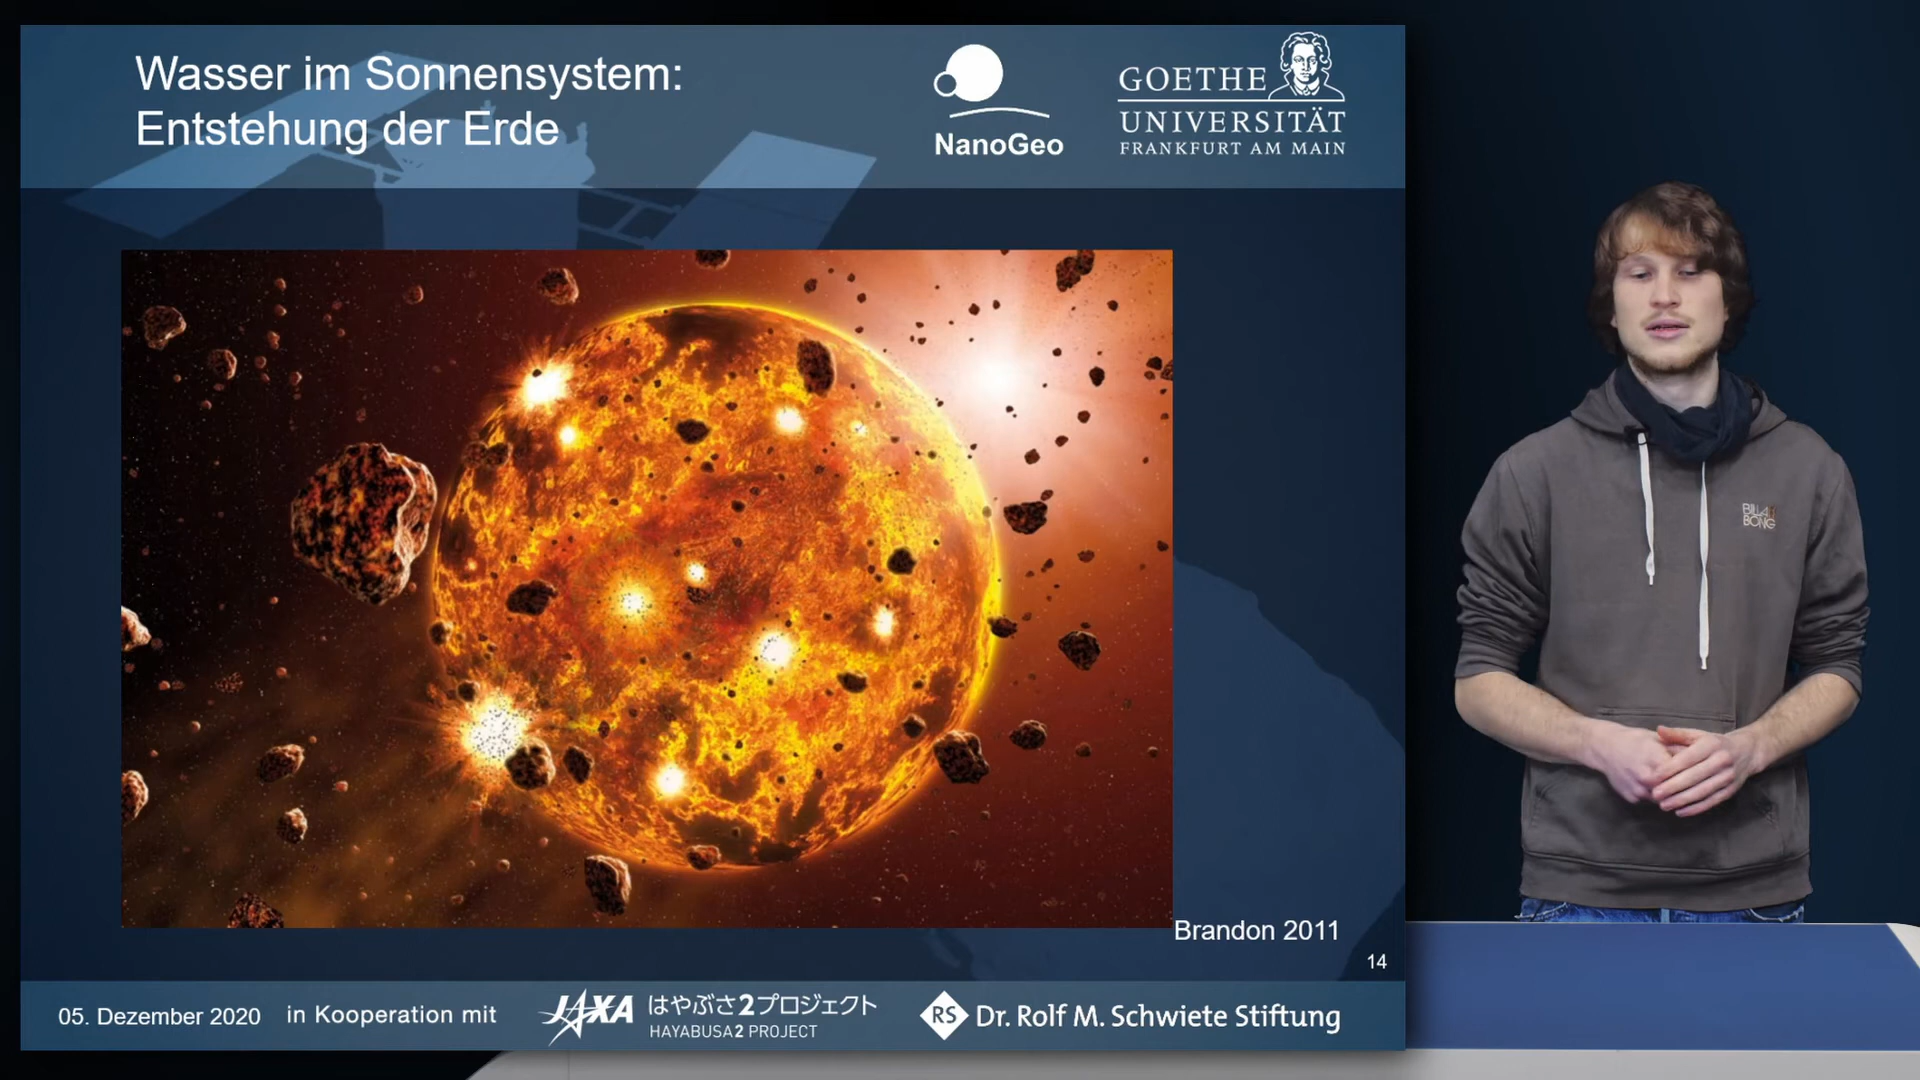 Wasser im Sonnensystem:
Entstehung der Erde
NanoGeo
GOETHE
UNIVERSITÄT
FRANKFURT AM MAIN
BILLA
BONG
Brandon 2011
14
05. Dezember 2020
in Kooperation mit
JAXA
はやぶさ2プロジェクト
HAYABUSA2 PROJECT
RS
Dr. Rolf M. Schwiete Stiftung